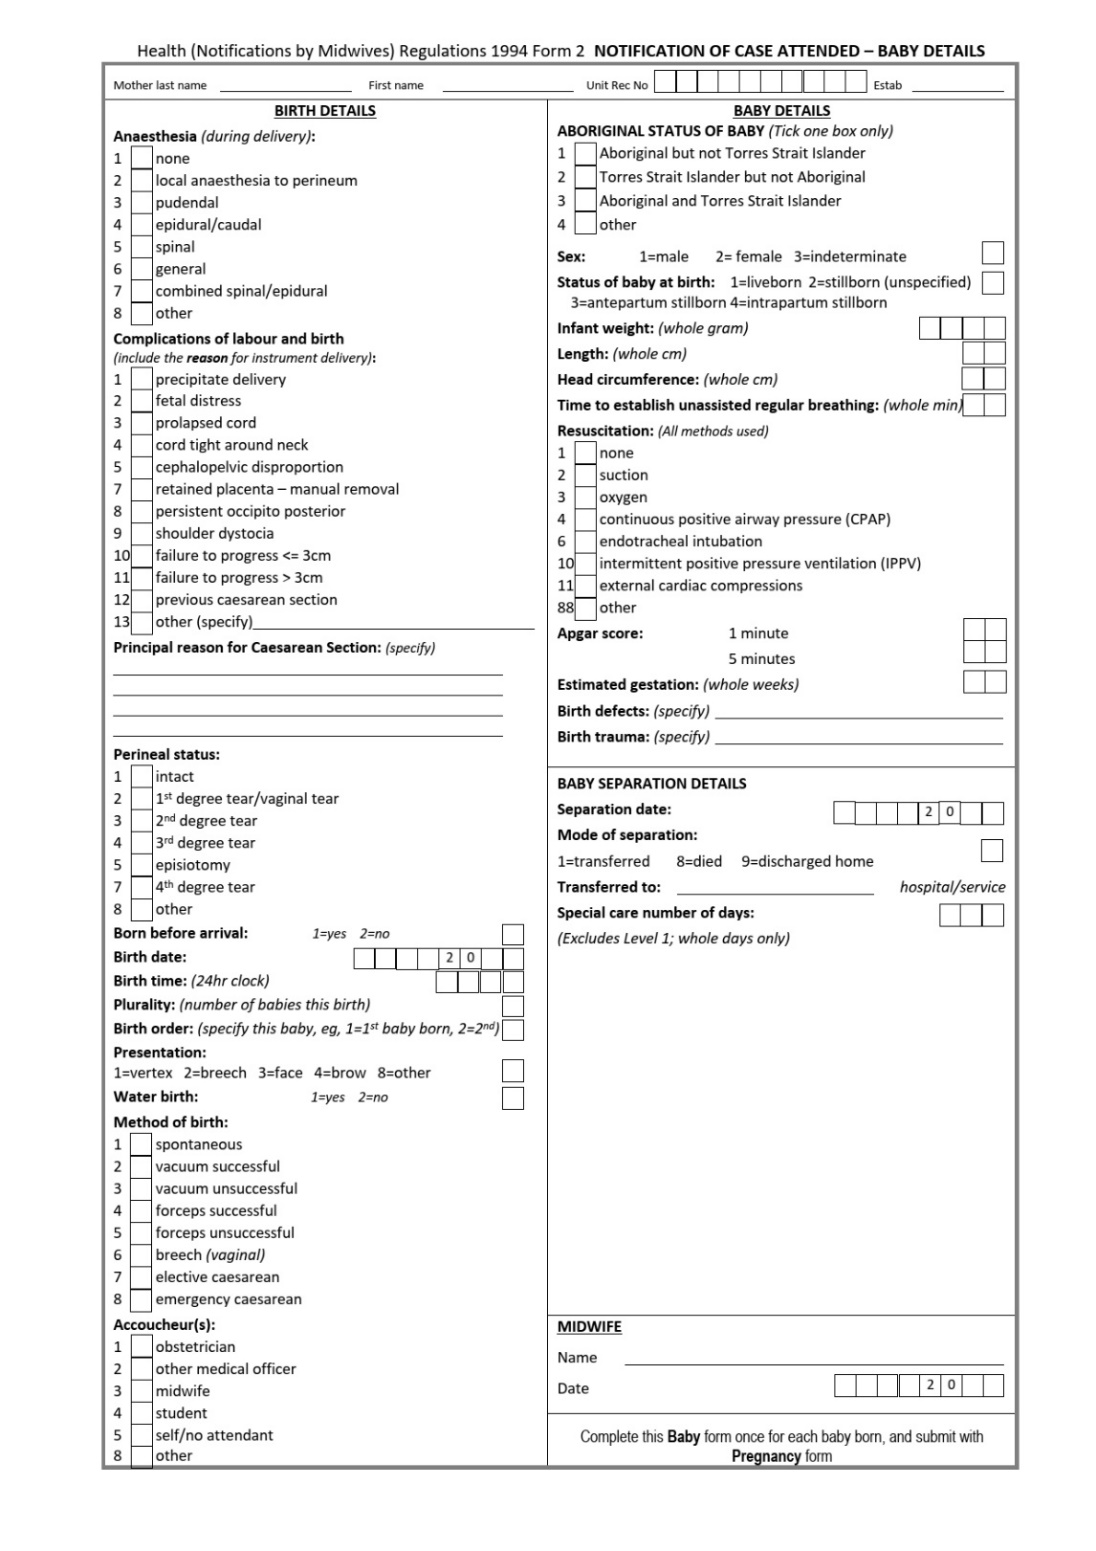 Health (Notifications by Midwives) Regulations 1994 Form 2 NOTIFICATION OF CASE ATTENDED – BABY DETAILS
Mother last name First name Unit Rec No Estab
BIRTH DETAILS
Anaesthesia (during delivery):
1 none
2 local anaesthesia to perineum
3 pudendal
4 epidural/caudal
5 spinal
6 general
7 combined spinal/epidural
8 other
Complications of labour and birth
(include the reason for instrument delivery):
1 precipitate delivery
2 fetal distress
3 prolapsed cord
4 cord tight around neck
5 cephalopelvic disproportion
7 retained placenta – manual removal
8 persistent occipito posterior
9 shoulder dystocia
10 failure to progress <= 3cm
11 failure to progress > 3cm
12 previous caesarean section
13 other (specify)
Principal reason for Caesarean Section: (specify)
Perineal status:
1 intact
2 1st degree tear/vaginal tear
3 2nd degree tear
4 3rd degree tear
5 episiotomy
7 4th degree tear
8 other
Born before arrival: 1=yes 2=no
Birth date: 2 0
Birth time: (24hr clock)
Plurality: (number of babies this birth)
Birth order: (specify this baby, eg, 1=1st baby born, 2=2nd)
Presentation:
1=vertex 2=breech 3=face 4=brow 8=other
Water birth: 1=yes 2=no
Method of birth:
1 spontaneous
2 vacuum successful
3 vacuum unsuccessful
4 forceps successful
5 forceps unsuccessful
6 breech (vaginal)
7 elective caesarean
8 emergency caesarean
Accoucheur(s):
1 obstetrician
2 other medical officer
3 midwife
4 student
5 self/no attendant
8 other
BABY DETAILS
ABORIGINAL STATUS OF BABY (Tick one box only)
1 Aboriginal but not Torres Strait Islander
2 Torres Strait Islander but not Aboriginal
3 Aboriginal and Torres Strait Islander
4 other
Sex: 1=male 2= female 3=indeterminate
Status of baby at birth: 1=liveborn 2=stillborn (unspecified)
3=antepartum stillborn 4=intrapartum stillborn
Infant weight: (whole gram)
Length: (whole cm)
Head circumference: (whole cm)
Time to establish unassisted regular breathing: (whole min)
Resuscitation: (All methods used)
1 none
2 suction
3 oxygen
4 continuous positive airway pressure (CPAP)
6 endotracheal intubation
10 intermittent positive pressure ventilation (IPPV)
11 external cardiac compressions
88 other
Apgar score: 1 minute
5 minutes
Estimated gestation: (whole weeks)
Birth defects: (specify)
Birth trauma: (specify)
BABY SEPARATION DETAILS
Separation date: 2 0
Mode of separation:
1=transferred 8=died 9=discharged home
Transferred to: hospital/service
Special care number of days:
(Excludes Level 1; whole days only)
MIDWIFE
Name
Date 2 0
Complete this Baby form once for each baby born, and submit with
Pregnancy form